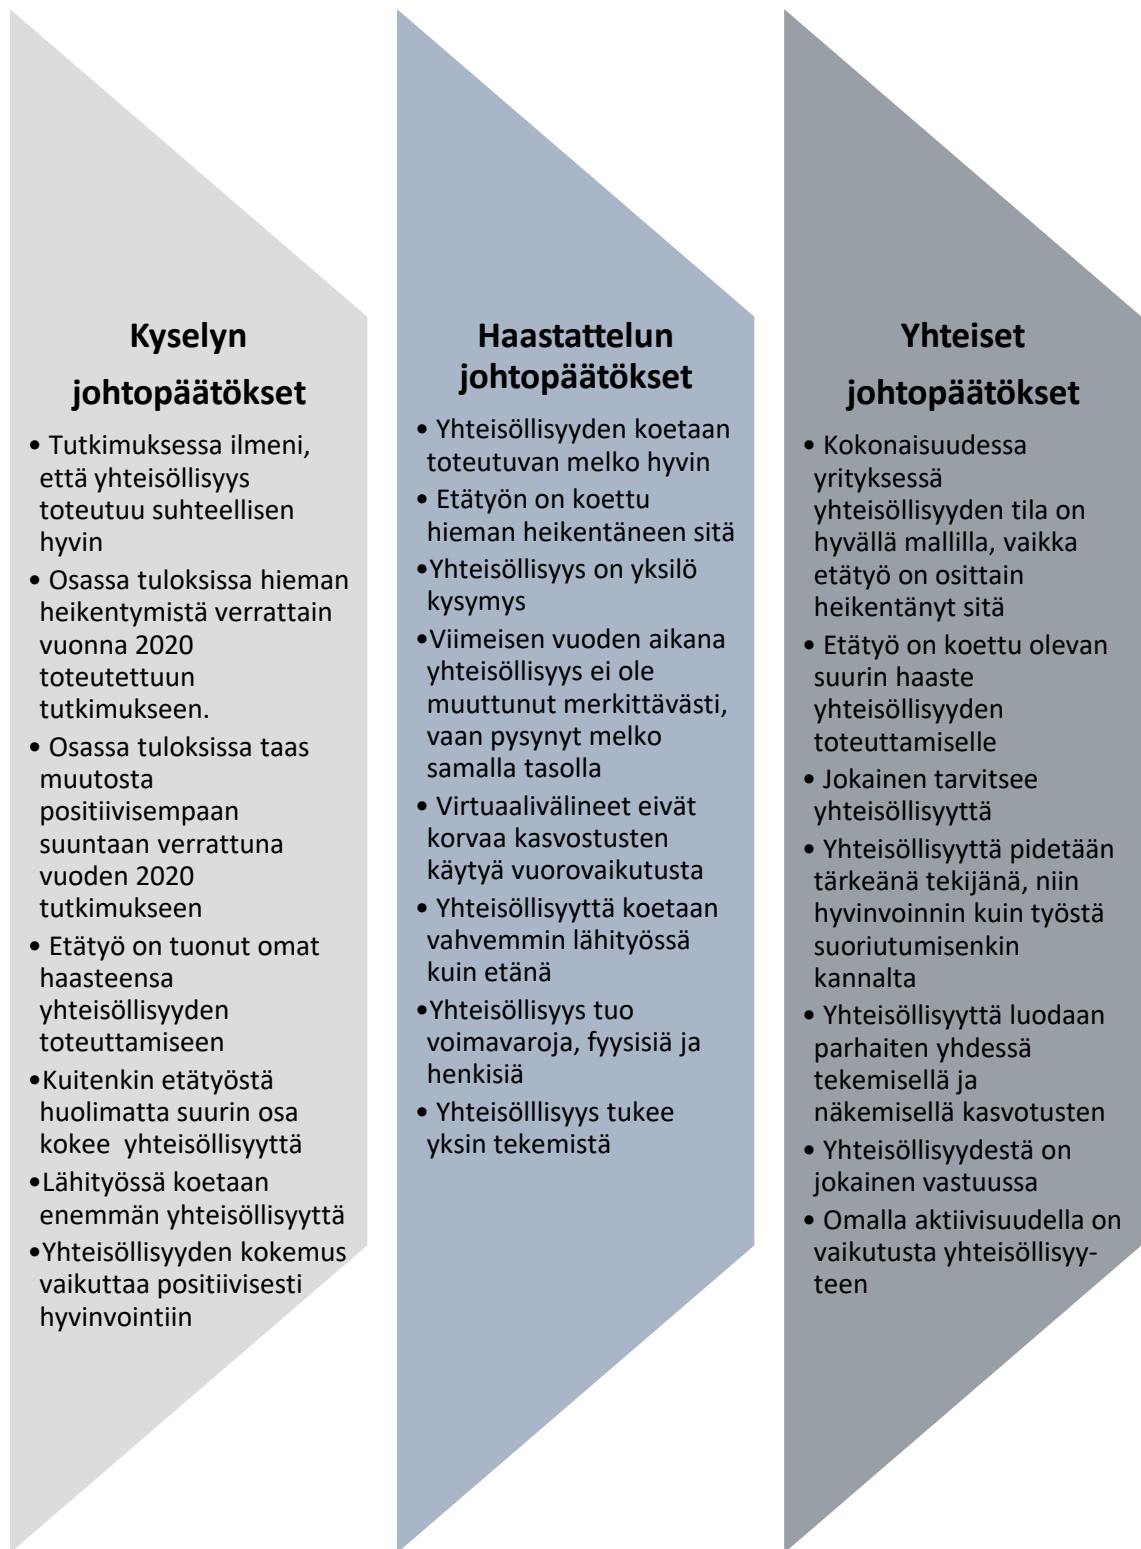 Kyselyn
johtopäätökset
• Tutkimuksessa ilmeni,
että yhteisöllisyys
toteutuu suhteellisen
hyvin
• Osassa tuloksissa hieman
heikentymistä verrattain
vuonna 2020
toteutettuun
tutkimukseen.
• Osassa tuloksissa taas
muutosta
positiivisempaan
suuntaan verrattuna
vuoden 2020
tutkimukseen
• Etätyö on tuonut omat
haasteensa
yhteisöllisyyden
toteuttamiseen
•Kuitenkin etätyöstä
huolimatta suurin osa
kokee yhteisöllisyyttä
•Lähityössä koetaan
enemmän yhteisöllisyyttä
•Yhteisöllisyyden kokemus
vaikuttaa positiivisesti
hyvinvointiin
Haastattelun
johtopäätökset
• Yhteisöllisyyden koetaan
toteutuvan melko hyvin
• Etätyön on koettu
hieman heikentäneen sitä
•Yhteisöllisyys on yksilö
kysymys
•Viimeisen vuoden aikana
yhteisöllisyys ei ole
muuttunut merkittävästi,
vaan pysynyt melko
samalla tasolla
• Virtuaalivälineet eivät
korvaa kasvostusten
käytyä vuorovaikutusta
• Yhteisöllisyyttä koetaan
vahvemmin lähityössä
kuin etänä
•Yhteisöllisyys tuo
voimavaroja, fyysisiä ja
henkisiä
• Yhteisölllisyys tukee
yksin tekemistä
Yhteiset
johtopäätökset
• Kokonaisuudessa
yrityksessä
yhteisöllisyyden tila on
hyvällä mallilla, vaikka
etätyö on osittain
heikentänyt sitä
• Etätyö on koettu olevan
suurin haaste
yhteisöllisyyden
toteuttamiselle
• Jokainen tarvitsee
yhteisöllisyyttä
• Yhteisöllisyyttä pidetään
tärkeänä tekijänä, niin
hyvinvoinnin kuin työstä
suoriutumisenkin
kannalta
• Yhteisöllisyyttä luodaan
parhaiten yhdessä
tekemisellä ja
näkemisellä kasvotusten
• Yhteisöllisyydestä on
jokainen vastuussa
• Omalla aktiivisuudella on
vaikutusta yhteisöllisyy-
teen